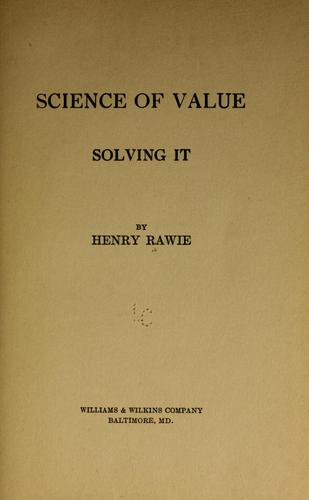 SCIENCE OF VALUE
SOLVING IT
BY
HENRY RAWIE
WILLIAMS & WILKINS COMPANY
BALTIMORE, MD.